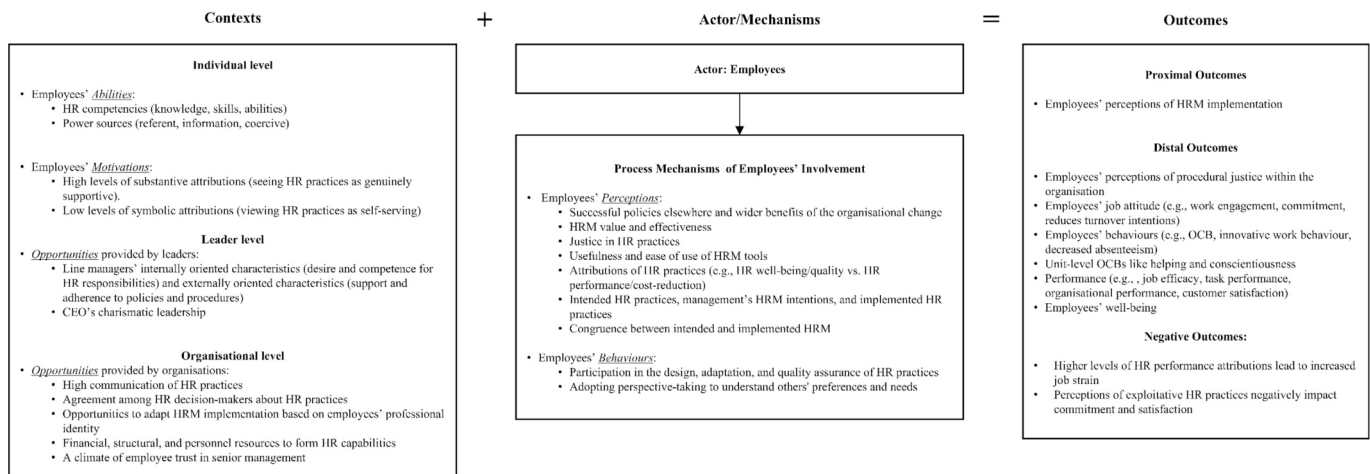 Contexts
+
Actor/Mechanisms
=
Outcomes
Individual level
• Employees' Abilities:
• HR competencies (knowledge, skills, abilities)
• Power sources (referent, information, coercive)
• Employees' Motivations:
• High levels of substantive attributions (seeing HR practices as genuinely
supportive).
• Low levels of symbolic attributions (viewing HR practices as self-serving)
Leader level
• Opportunities provided by leaders:
• Line managers' internally oriented characteristics (desire and competence for
HR responsibilities) and externally oriented characteristics (support and
adherence to policies and procedures)
• CEO's charismatic leadership
Organisational level
• Opportunities provided by organisations:
• High communication of HR practices
• Agreement among HR decision-makers about HR practices
• Opportunities to adapt HRM implementation based on employees' professional
identity
• Financial, structural, and personnel resources to form HR capabilities
• A climate of employee trust in senior management
Actor: Employees
Process Mechanisms of Employees' Involvement
• Employees' Perceptions:
• Successful policies elsewhere and wider benefits of the organisational change
• HRM value and effectiveness
• Justice in HR practices
• Usefulness and ease of use of HRM tools
• Attributions of HR practices (e.g., HR well-being/quality vs. HR
performance/cost-reduction)
• Intended HR practices, management's HRM intentions, and implemented HR
practices
• Congruence between intended and implemented HRM
• Employees' Behaviours:
• Participation in the design, adaptation, and quality assurance of HR practices
• Adopting perspective-taking to understand others' preferences and needs
Proximal Outcomes
• Employees' perceptions of HRM implementation
Distal Outcomes
• Employees' perceptions of procedural justice within the
organisation
• Employees' job attitude (e.g., work engagement, commitment,
reduces turnover intentions)
• Employees' behaviours (e.g., OCB, innovative work behaviour,
decreased absenteeism)
• Unit-level OCBs like helping and conscientiousness
• Performance (e.g., , job efficacy, task performance,
organisational performance, customer satisfaction)
• Employees' well-being
Negative Outcomes:
• Higher levels of HR performance attributions lead to increased
job strain
• Perceptions of exploitative HR practices negatively impact
commitment and satisfaction